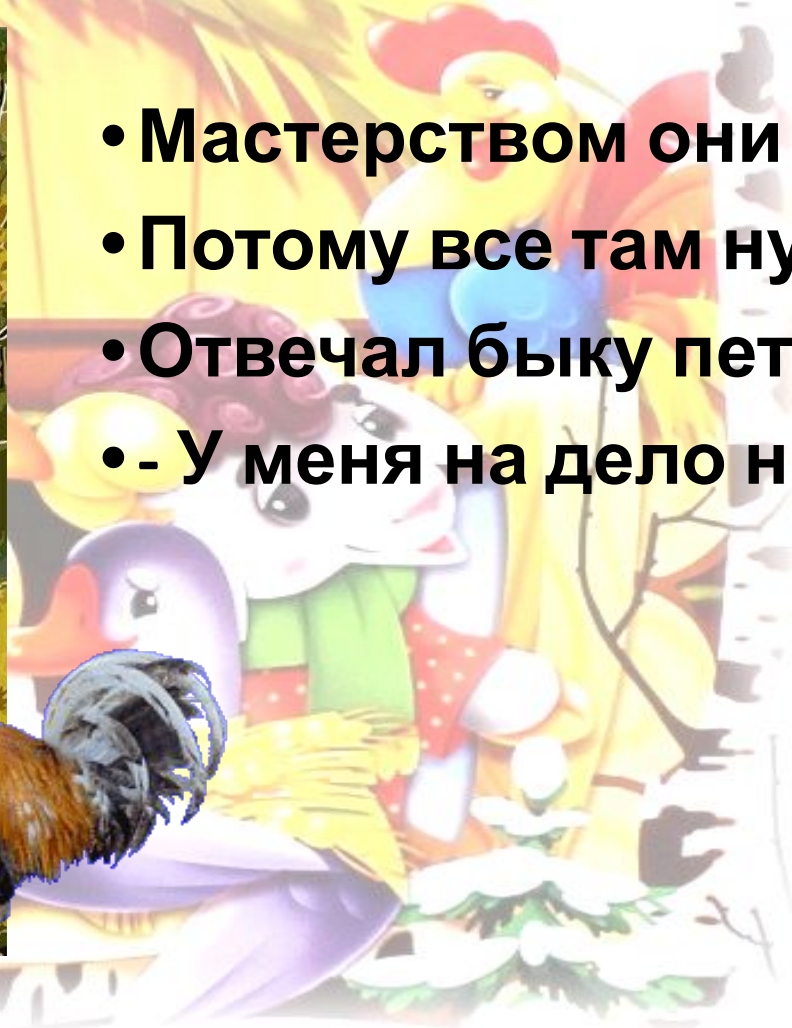 • Мастерством они
• Потому все там ну
• Отвечал быку пет
• - У меня на дело н